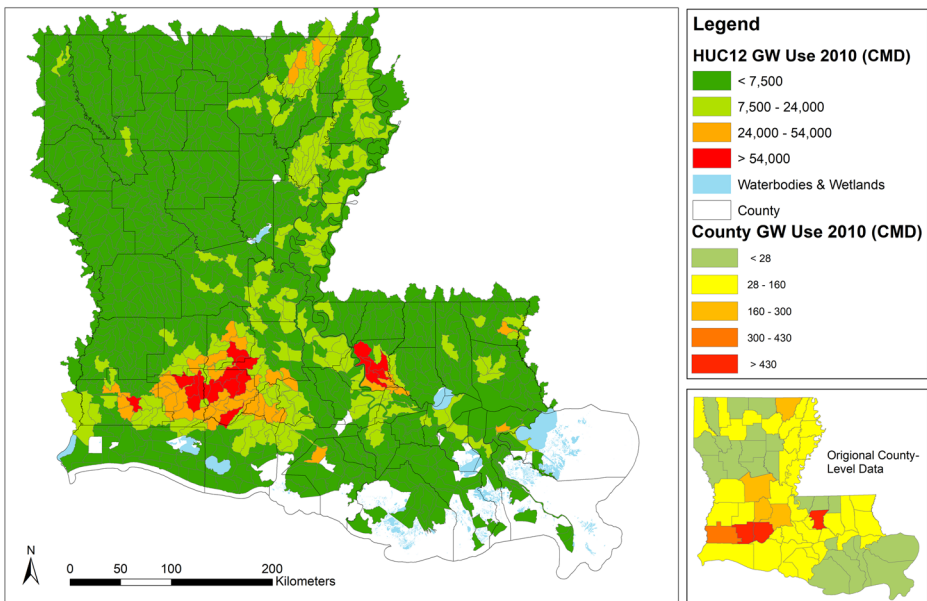 Legend
HUC12 GW Use 2010 (CMD)
< 7,500
7,500 - 24,000
24,000 - 54,000
> 54,000
Waterbodies & Wetlands
County
County GW Use 2010 (CMD)
< 28
28 - 160
160 - 300
300 - 430
> 430
Origional County-
Level Data
N
0 50 100 200
Kilometers